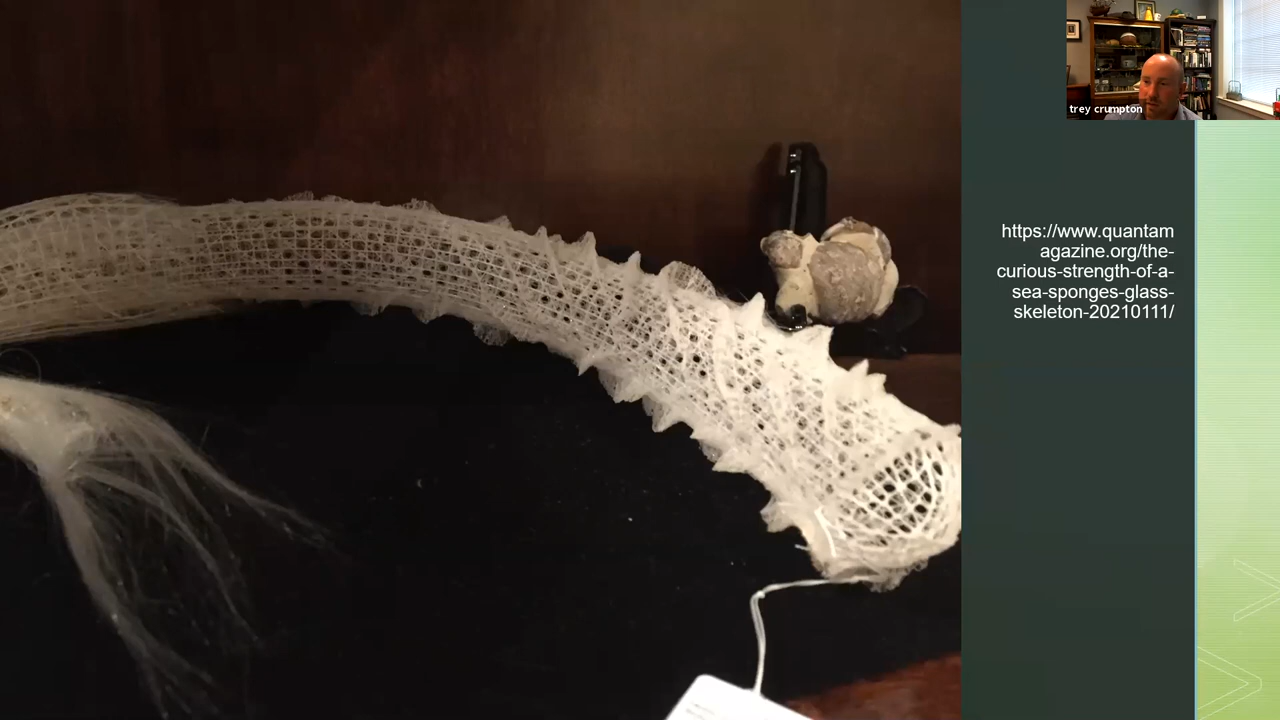 trey crumpton
https://www.quantam
agazine.org/the-
curious-strength-of-a-
sea-sponges-glass-
skeleton-20210111/